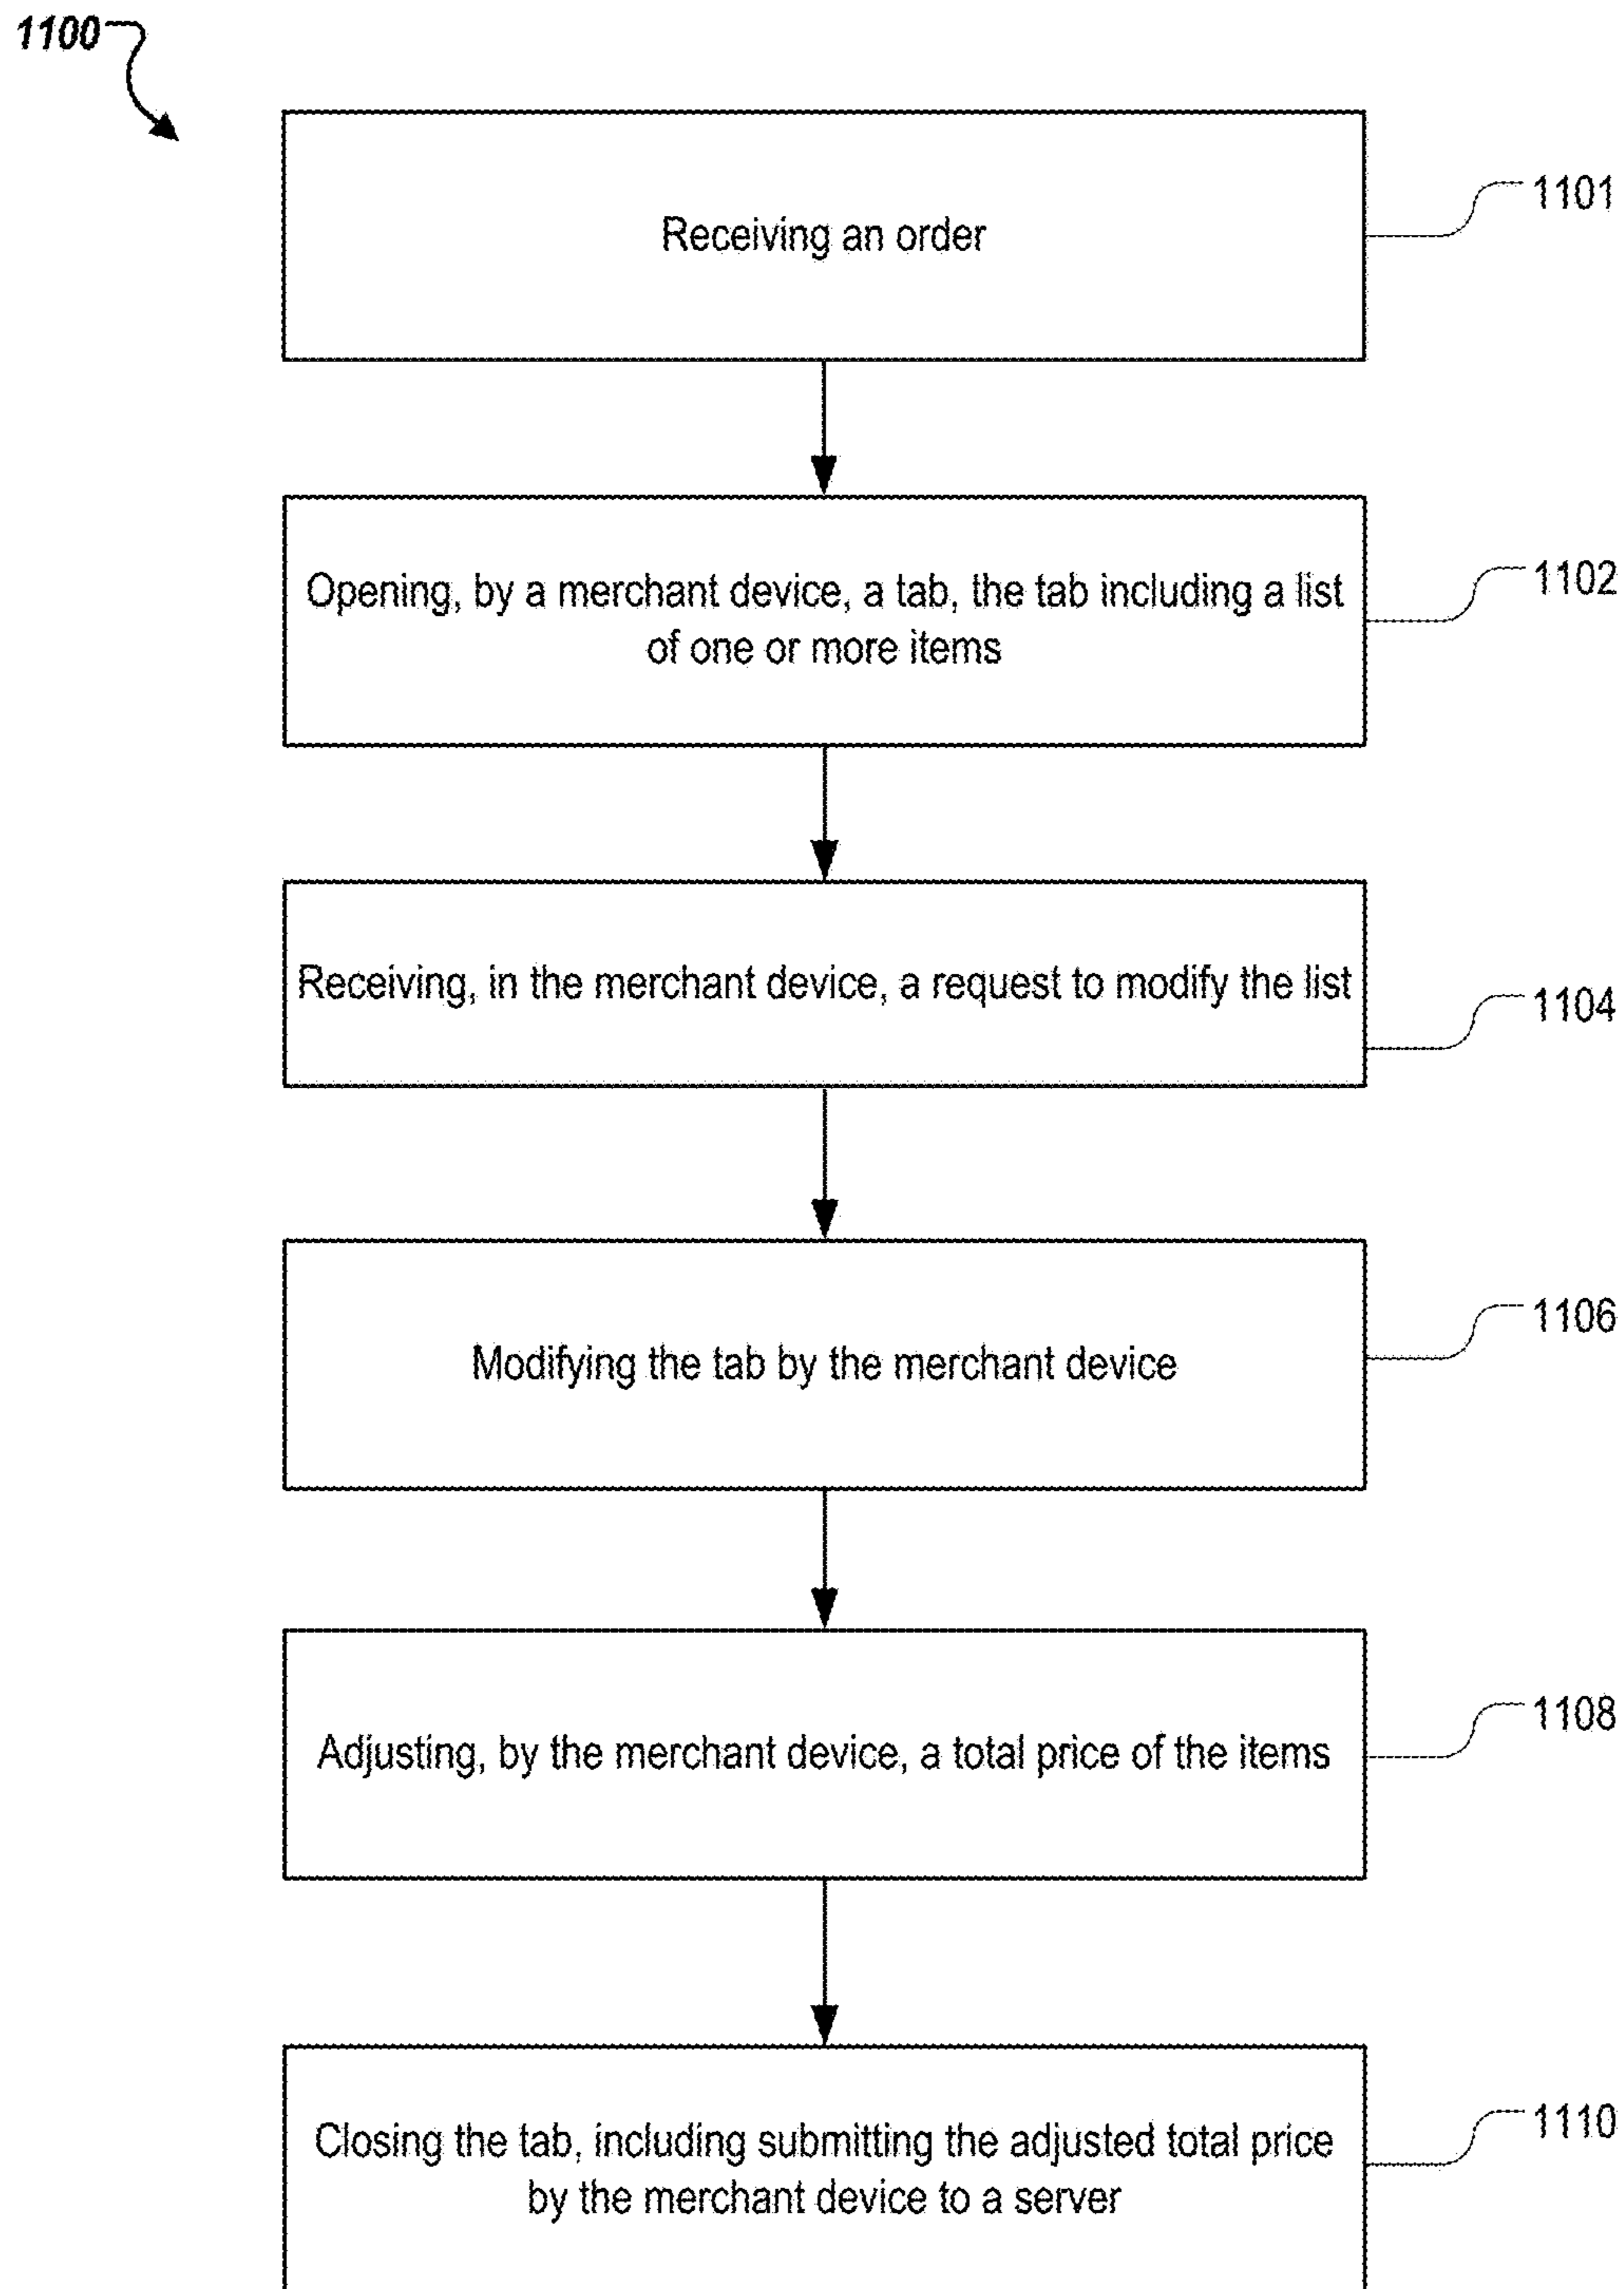 1100
Receiving an order
1101
Opening, by a merchant device, a tab, the tab including a list
of one or more items
1102
Receiving, in the merchant device, a request to modify the list
1104
Modifying the tab by the merchant device
1106
Adjusting, by the merchant device, a total price of the items
1108
Closing the tab, including submitting the adjusted total price
by the merchant device to a server
1110